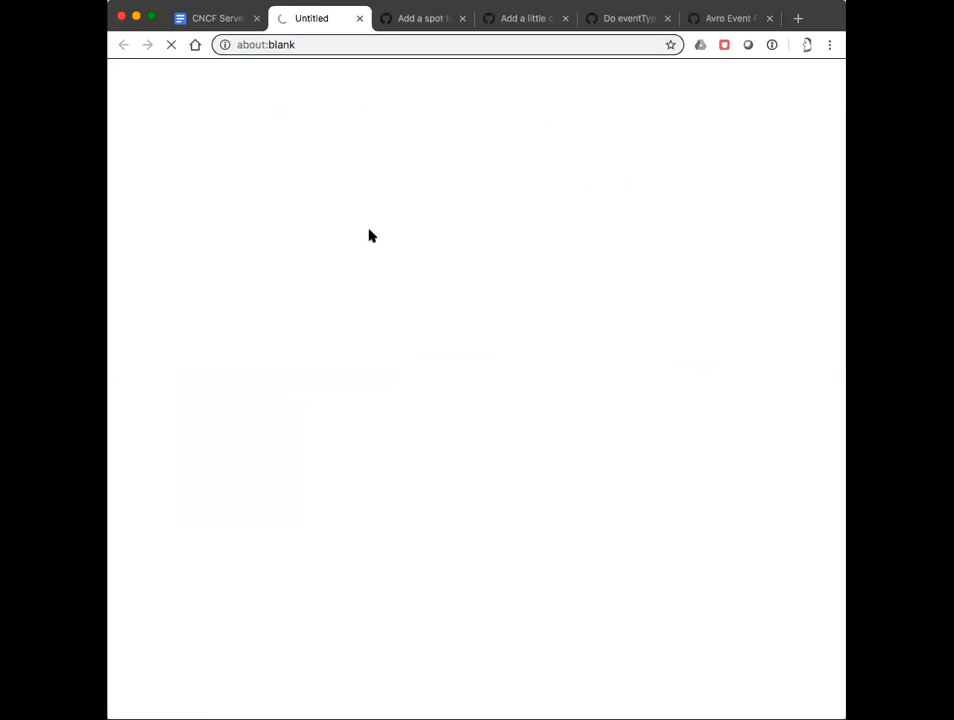 CNCF Serve
Untitled
Add a spot
Add a little c
Do eventTyp
Avro Event
about:blank